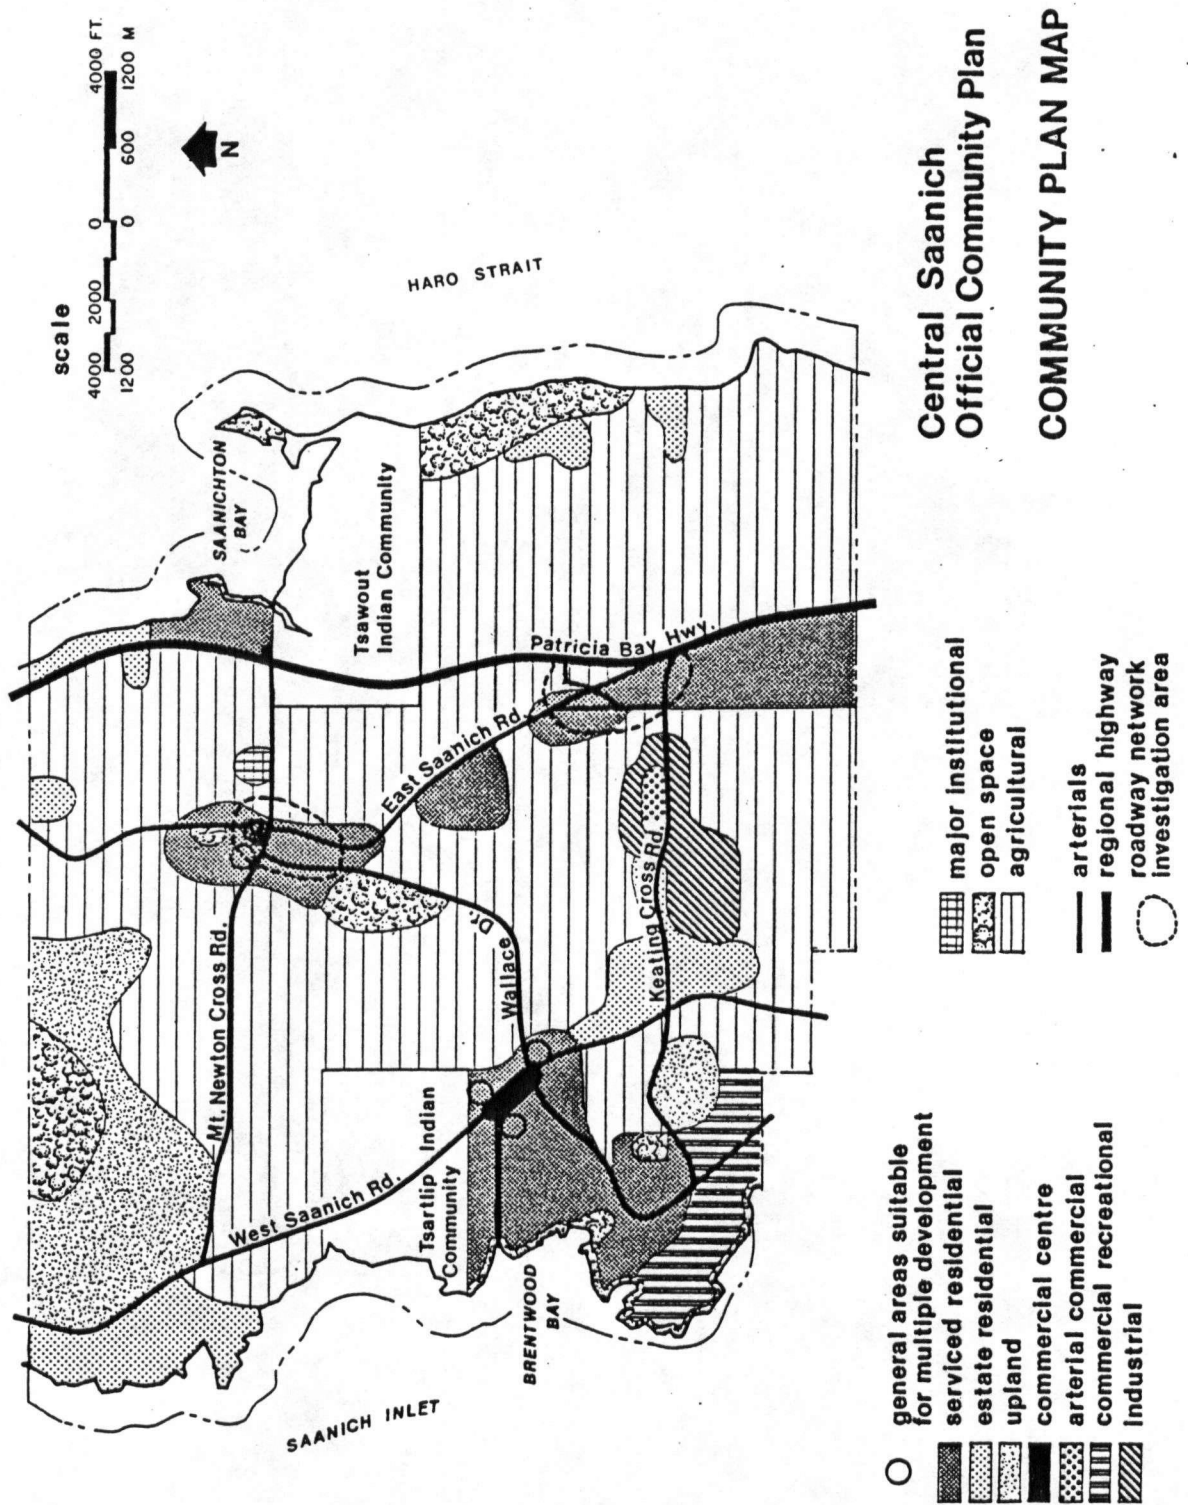 scale
4000 2000 0 4000 FT.
1200 0 600 1200 M
N
HARO STRAIT
SAANICHTON
BAY
Tsawout
Indian Community
Patricia Bay Hwy.
East Saanich Rd.
Mt. Newton Cross Rd.
Wallace Dr.
Keating Cross Rd.
West Saanich Rd.
Tsartlip Indian
Community
BRENTWOOD
BAY
SAANICH INLET
Central Saanich
Official Community Plan
COMMUNITY PLAN MAP
general areas suitable
for multiple development
serviced residential
estate residential
upland
commercial centre
arterial commercial
commercial recreational
industrial
major institutional
open space
agricultural
arterials
regional highway
roadway network
investigation area